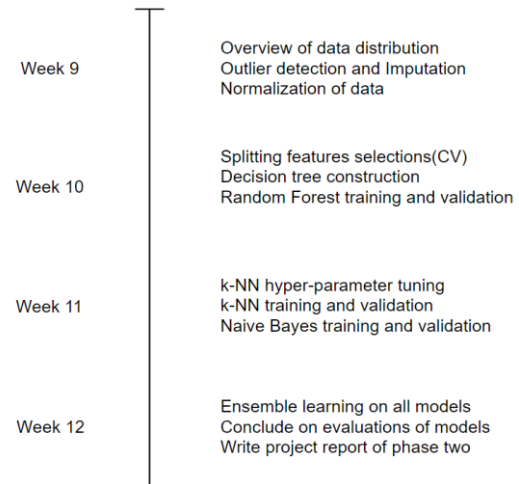 Week 9
Overview of data distribution
Outlier detection and Imputation
Normalization of data
Week 10
Splitting features selections(CV)
Decision tree construction
Random Forest training and validation
Week 11
k-NN hyper-parameter tuning
k-NN training and validation
Naive Bayes training and validation
Week 12
Ensemble learning on all models
Conclude on evaluations of models
Write project report of phase two